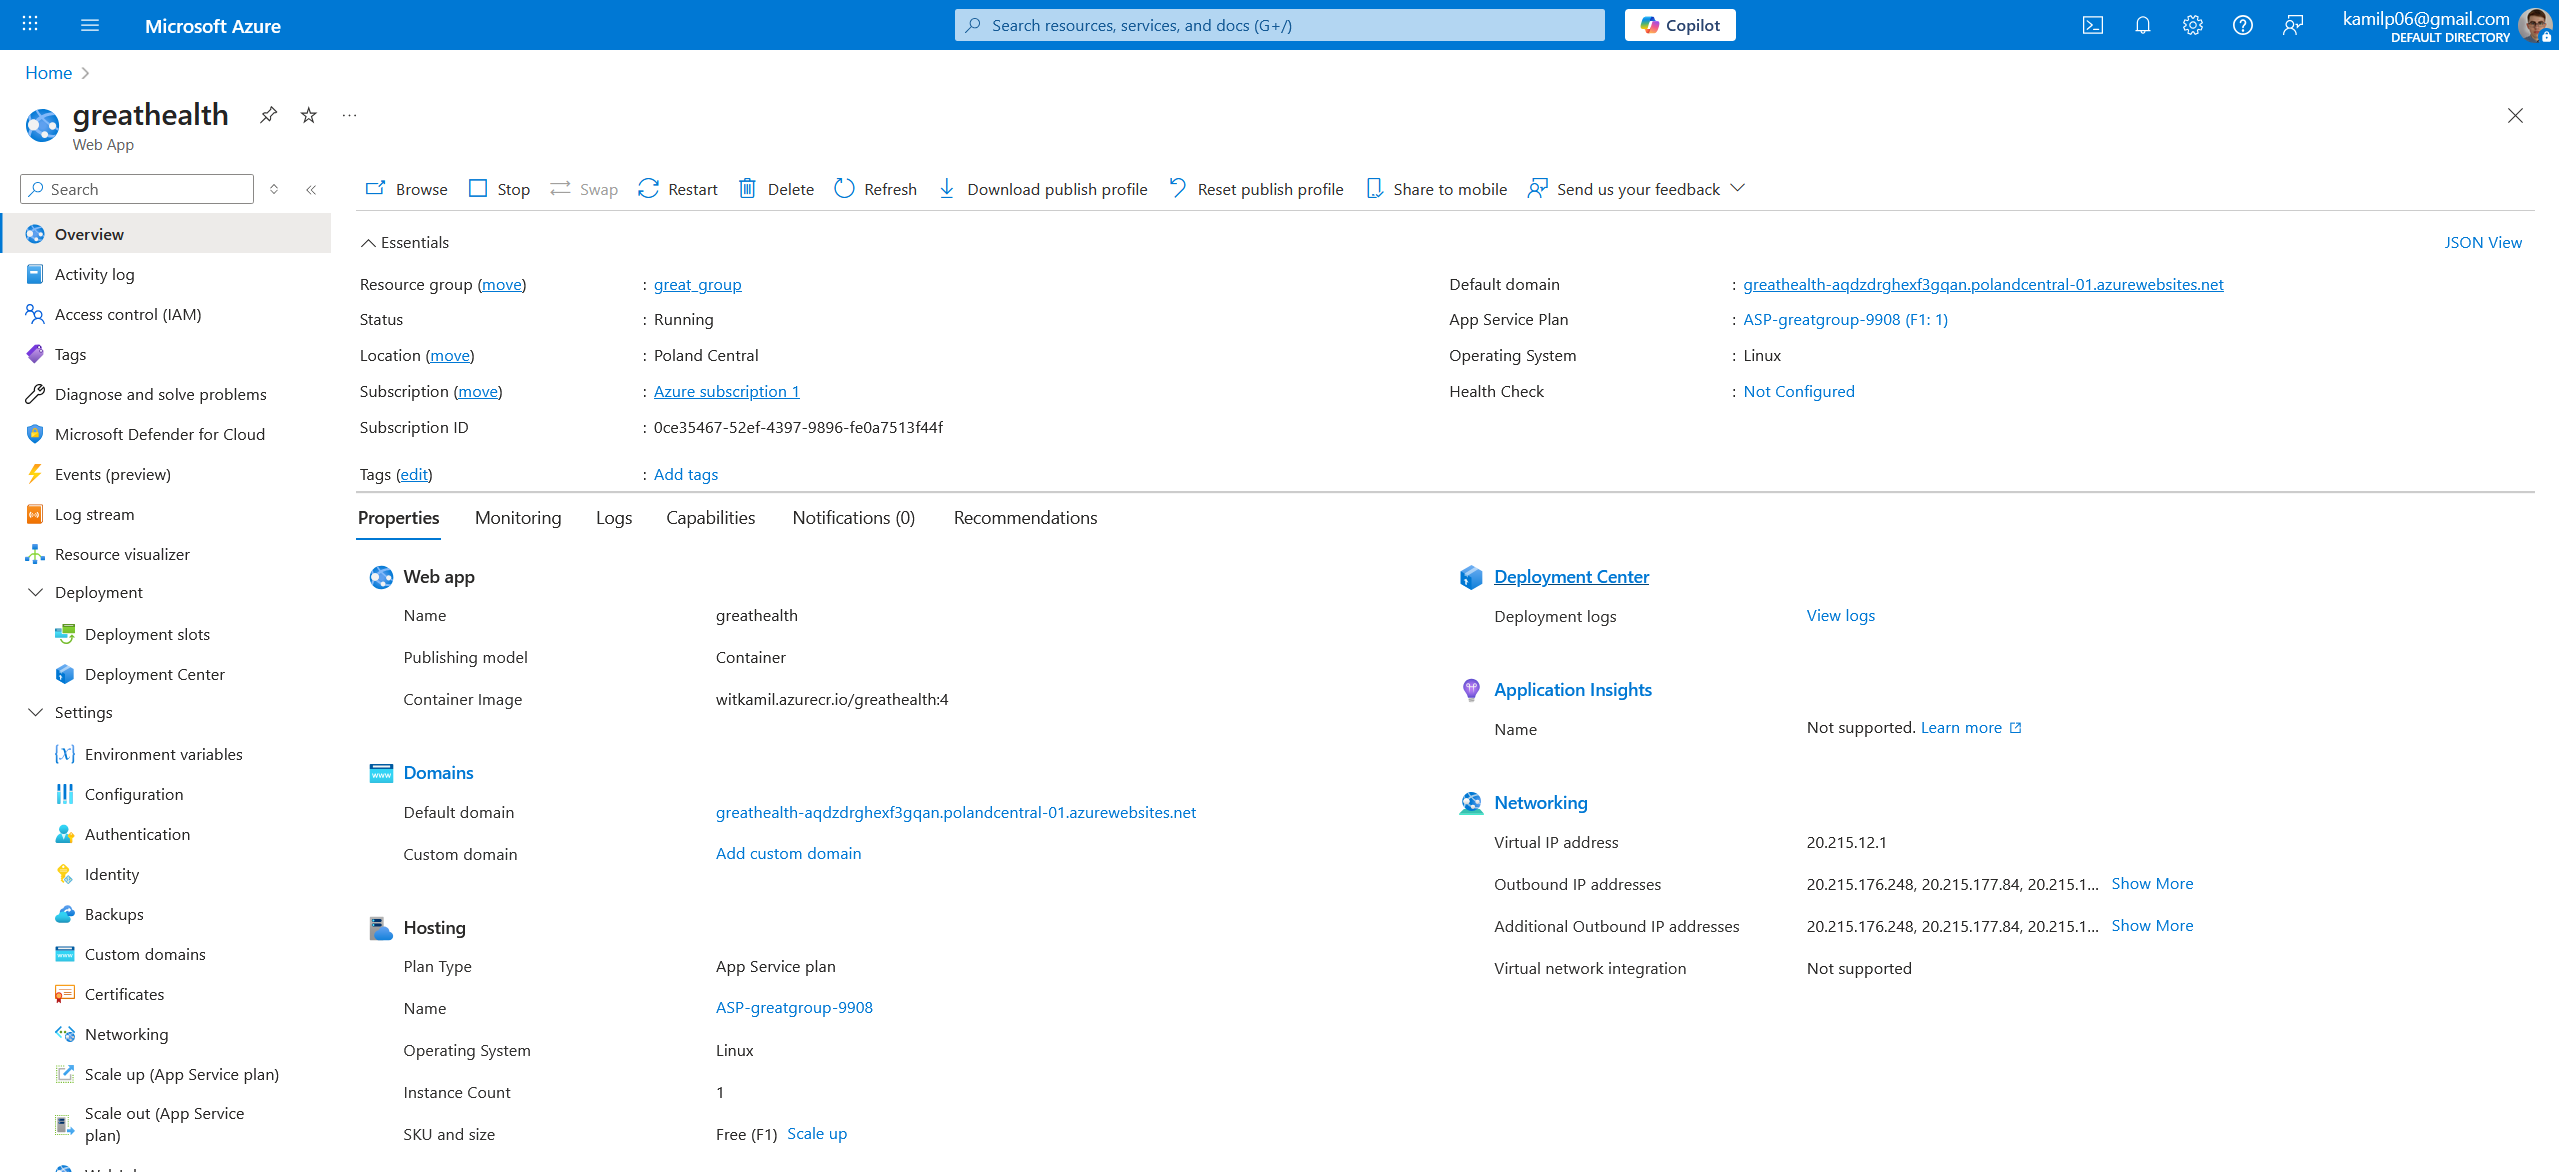 Microsoft Azure
Search resources, services, and docs (G+/)
Copilot
kamilp06@gmail.com
DEFAULT DIRECTORY
Home
greathealth
Web App
Search
Browse
Stop
Swap
Restart
Delete
Refresh
Download publish profile
Reset publish profile
Share to mobile
Send us your feedback
Overview
Activity log
Access control (IAM)
Tags
Diagnose and solve problems
Microsoft Defender for Cloud
Events (preview)
Log stream
Resource visualizer
Deployment
Deployment slots
Deployment Center
Settings
Environment variables
Configuration
Authentication
Identity
Backups
Custom domains
Certificates
Networking
Scale up (App Service plan)
Scale out (App Service
plan)
Essentials
JSON View
Resource group (move) : great_group
Status : Running
Location (move) : Poland Central
Subscription (move) : Azure subscription 1
Subscription ID : 0ce35467-52ef-4397-9896-fe0a7513f44f
Tags (edit) : Add tags
Default domain : greathealth-aqdzdrghexf3gqan.polandcentral-01.azurewebsites.net
App Service Plan : ASP-greatgroup-9908 (F1: 1)
Operating System : Linux
Health Check : Not Configured
Properties
Monitoring
Logs
Capabilities
Notifications (0)
Recommendations
Web app
Name greathealth
Publishing model Container
Container Image witkamil.azurecr.io/greathealth:4
Domains
Default domain greathealth-aqdzdrghexf3gqan.polandcentral-01.azurewebsites.net
Custom domain Add custom domain
Hosting
Plan Type App Service plan
Name ASP-greatgroup-9908
Operating System Linux
Instance Count 1
SKU and size Free (F1) Scale up
Deployment Center
Deployment logs View logs
Application Insights
Name Not supported. Learn more
Networking
Virtual IP address 20.215.12.1
Outbound IP addresses 20.215.176.248, 20.215.177.84, 20.215.1... Show More
Additional Outbound IP addresses 20.215.176.248, 20.215.177.84, 20.215.1... Show More
Virtual network integration Not supported